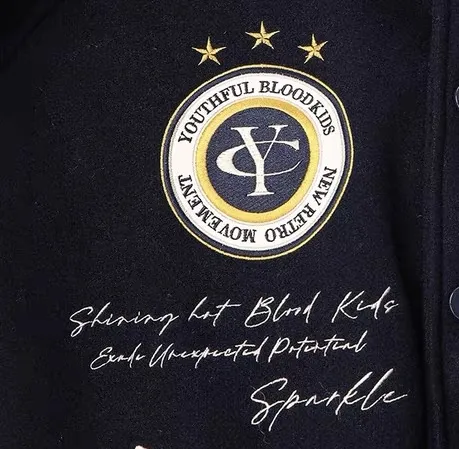 YOUTHFUL BLOODKIDS
YC
NEW RETRO MOVEMENT
Shining hot Blood Kids
Exude Unexpected Potential
Sparkle